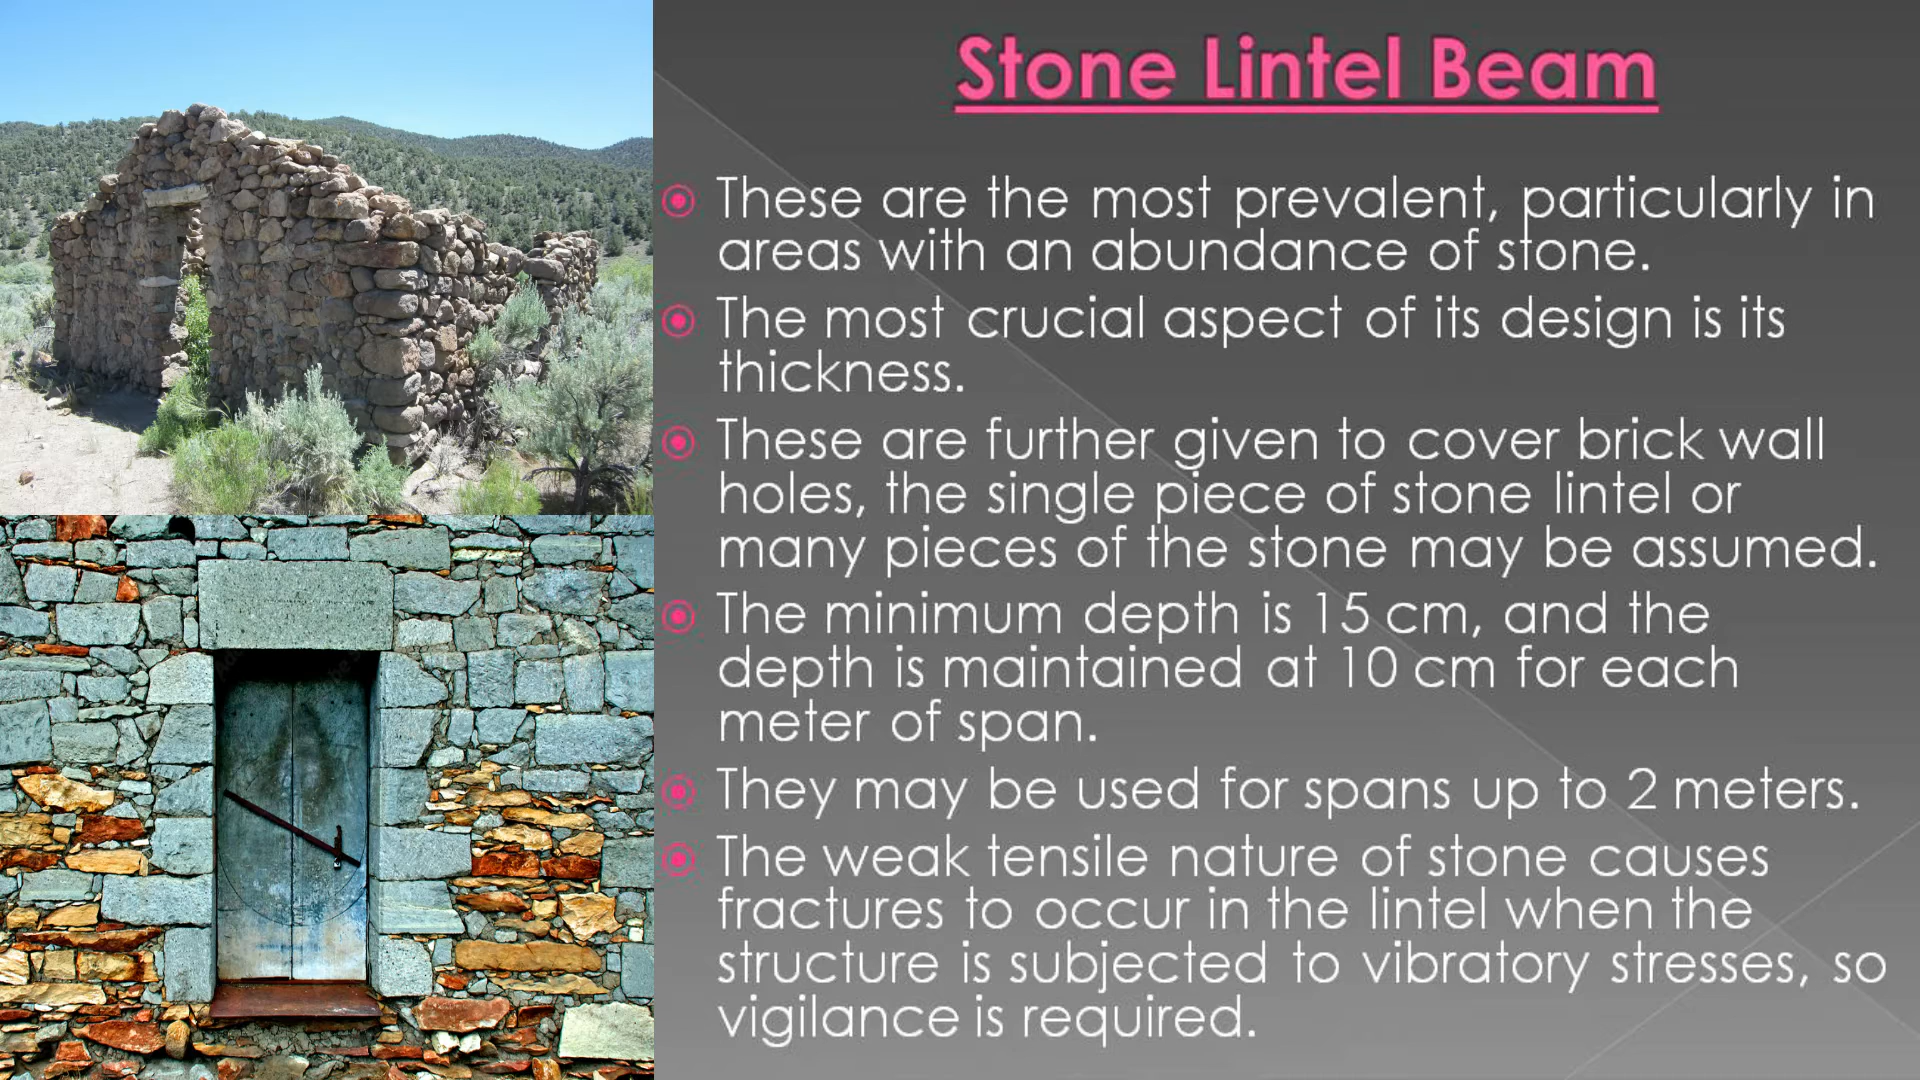 Stone Lintel Beam
These are the most prevalent, particularly in
areas with an abundance of stone.
The most crucial aspect of its design is its
thickness.
These are further given to cover brick wall
holes, the single piece of stone lintel or
many pieces of the stone may be assumed.
The minimum depth is 15 cm, and the
depth is maintained at 10 cm for each
meter of span.
They may be used for spans up to 2 meters.
The weak tensile nature of stone causes
fractures to occur in the lintel when the
structure is subjected to vibratory stresses, so
vigilance is required.